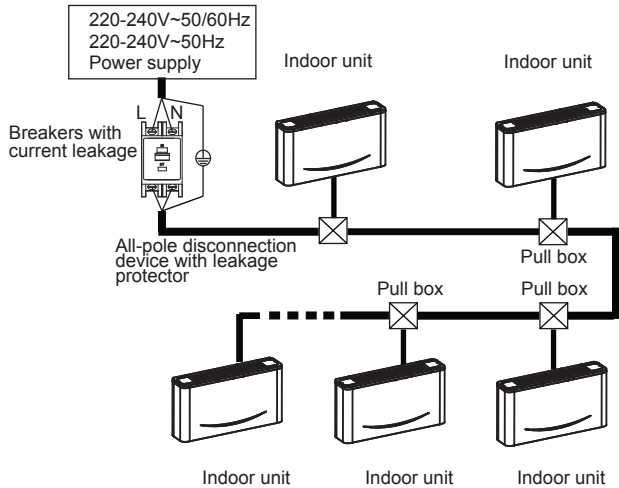 220-240V~50/60Hz
220-240V~50Hz
Power supply
Indoor unit
Indoor unit
L N
Breakers with
current leakage
All-pole disconnection
device with leakage
protector
Pull box
Pull box
Pull box
Indoor unit
Indoor unit
Indoor unit